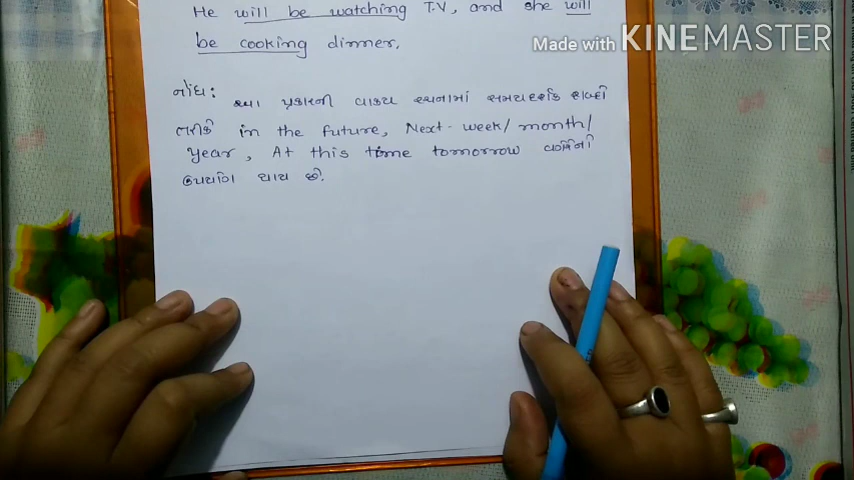 He will be watching T.V, and she will
be cooking dinner.
Made with KINEMASTER
નોંધ: આ પ્રકારની વાક્ય રચનામાં સમયદર્શક શબ્દો
તરીકે in the future, Next-week/month/
year, At this time tomorrow વગેરેની
ઉપયોગ થાય છે.